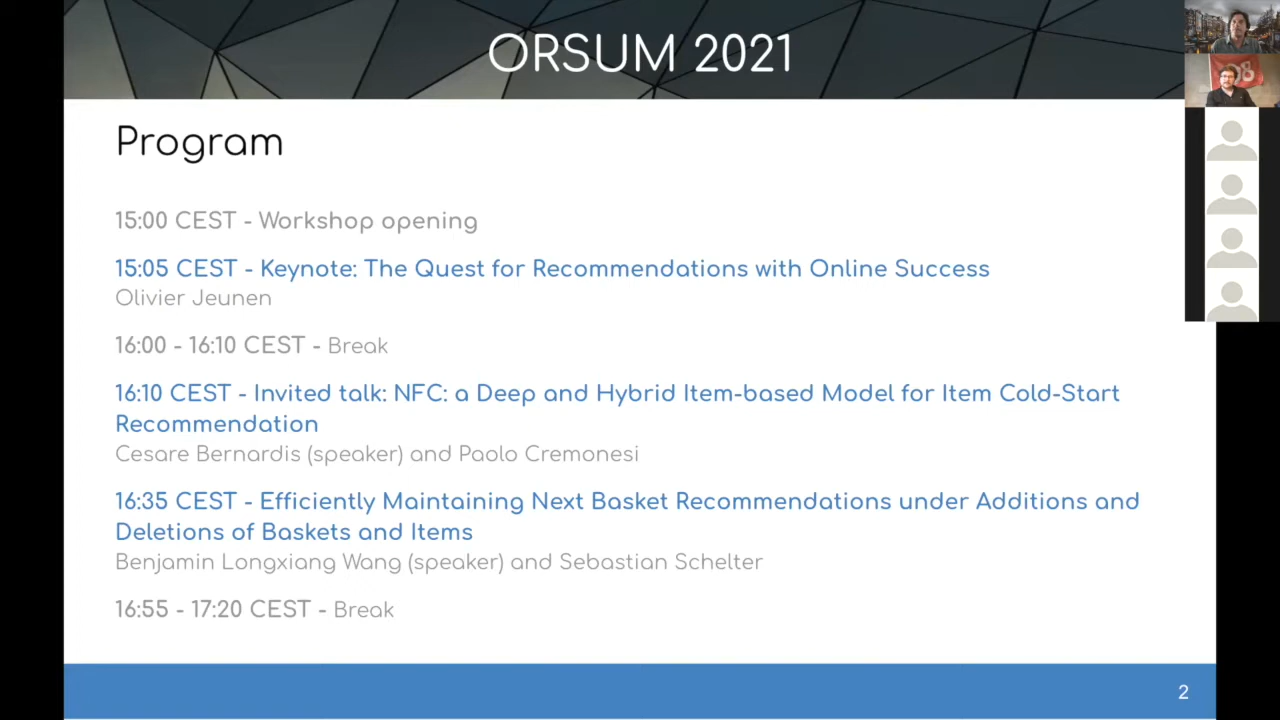 ORSUM 2021
Program
15:00 CEST - Workshop opening
15:05 CEST - Keynote: The Quest for Recommendations with Online Success
Olivier Jeunen
16:00 - 16:10 CEST - Break
16:10 CEST - Invited talk: NFC: a Deep and Hybrid Item-based Model for Item Cold-Start
Recommendation
Cesare Bernardis (speaker) and Paolo Cremonesi
16:35 CEST - Efficiently Maintaining Next Basket Recommendations under Additions and
Deletions of Baskets and Items
Benjamin Longxiang Wang (speaker) and Sebastian Schelter
16:55 - 17:20 CEST - Break
2